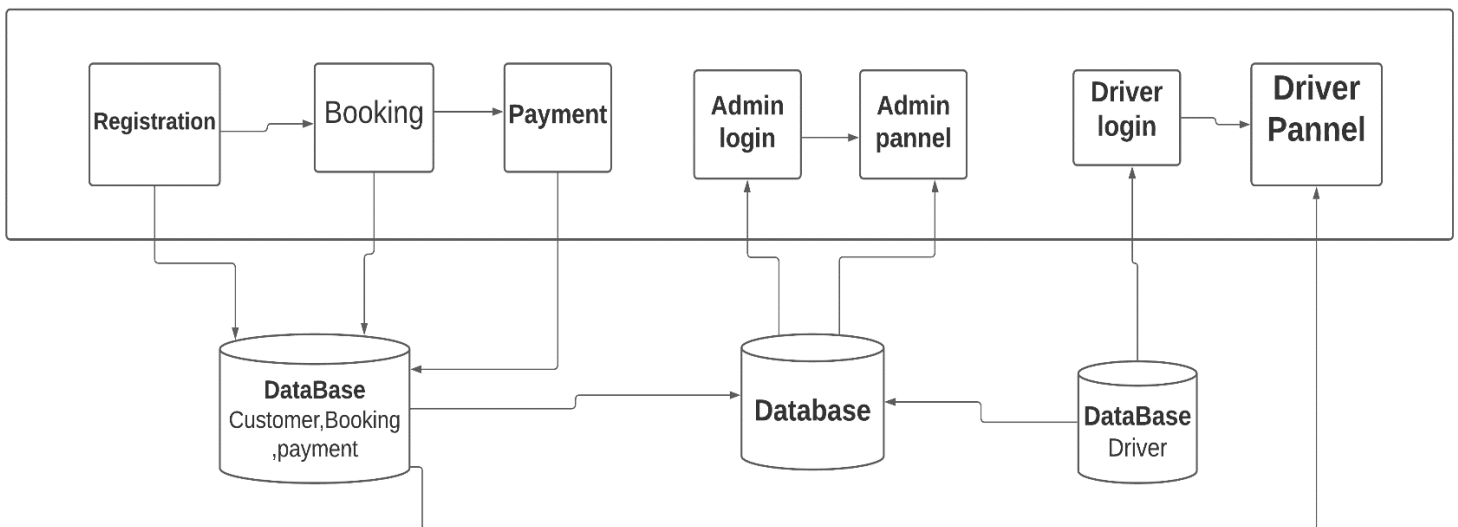 Registration
Booking
Payment
Admin
login
Admin
pannel
Driver
login
Driver
Pannel
DataBase
Customer,Booking
,payment
Database
DataBase
Driver